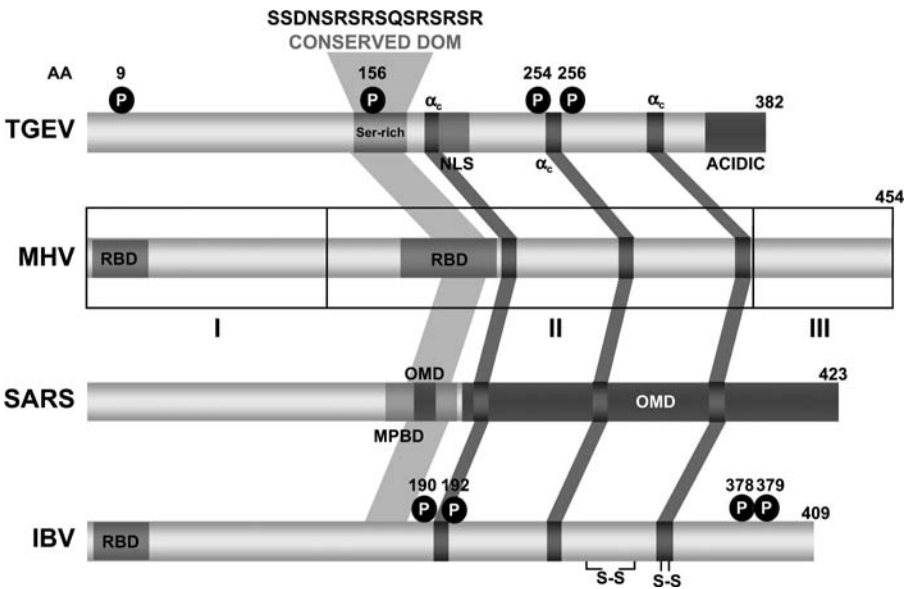 SSDNSRSRSQSRSRSR
CONSERVED DOM
AA 9 156 254 256
P P P P
αc αc 382
TGEV Ser-rich
NLS αc ACIDIC
454
MHV RBD RBD
I II III
OMD 423
SARS OMD
MPBD
190 192 378 379
P P P P 409
IBV RBD
S-S S-S